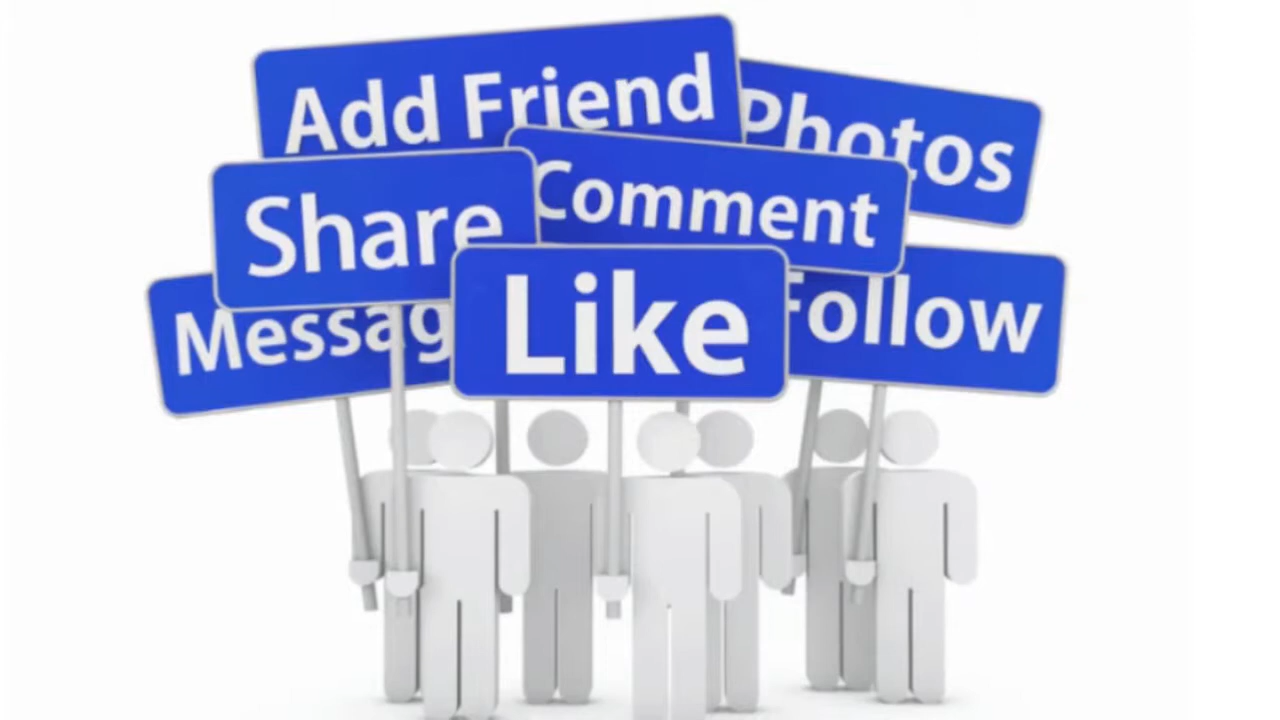 Add Friend
Photos
Comment
Share
Like
Follow
Messag